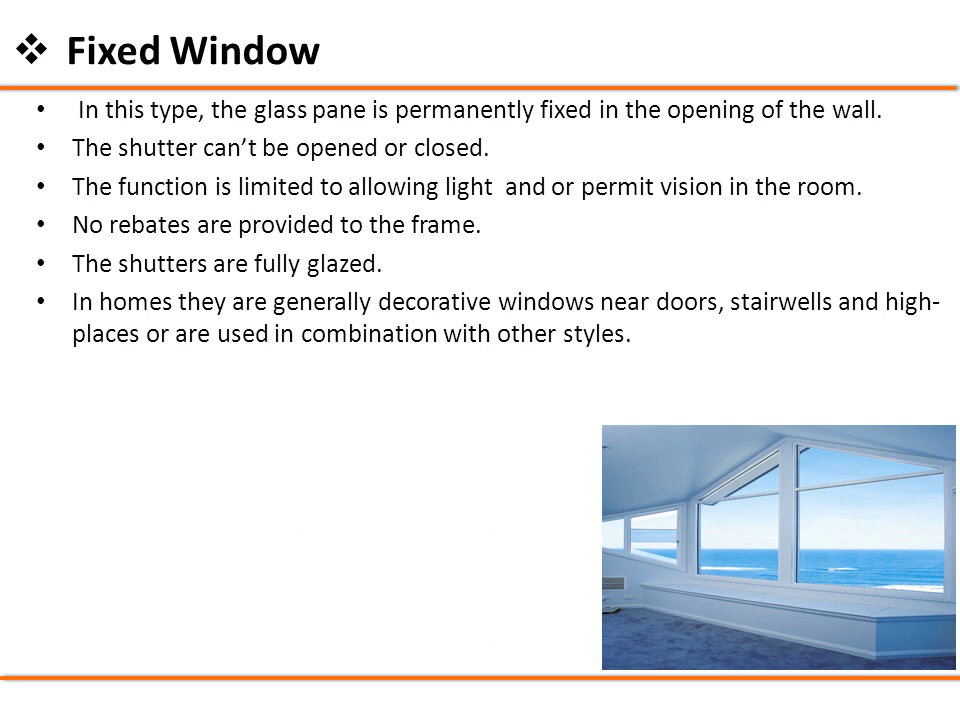 ❖ Fixed Window
• In this type, the glass pane is permanently fixed in the opening of the wall.
• The shutter can’t be opened or closed.
• The function is limited to allowing light  and or permit vision in the room.
• No rebates are provided to the frame.
• The shutters are fully glazed.
• In homes they are generally decorative windows near doors, stairwells and high-
places or are used in combination with other styles.